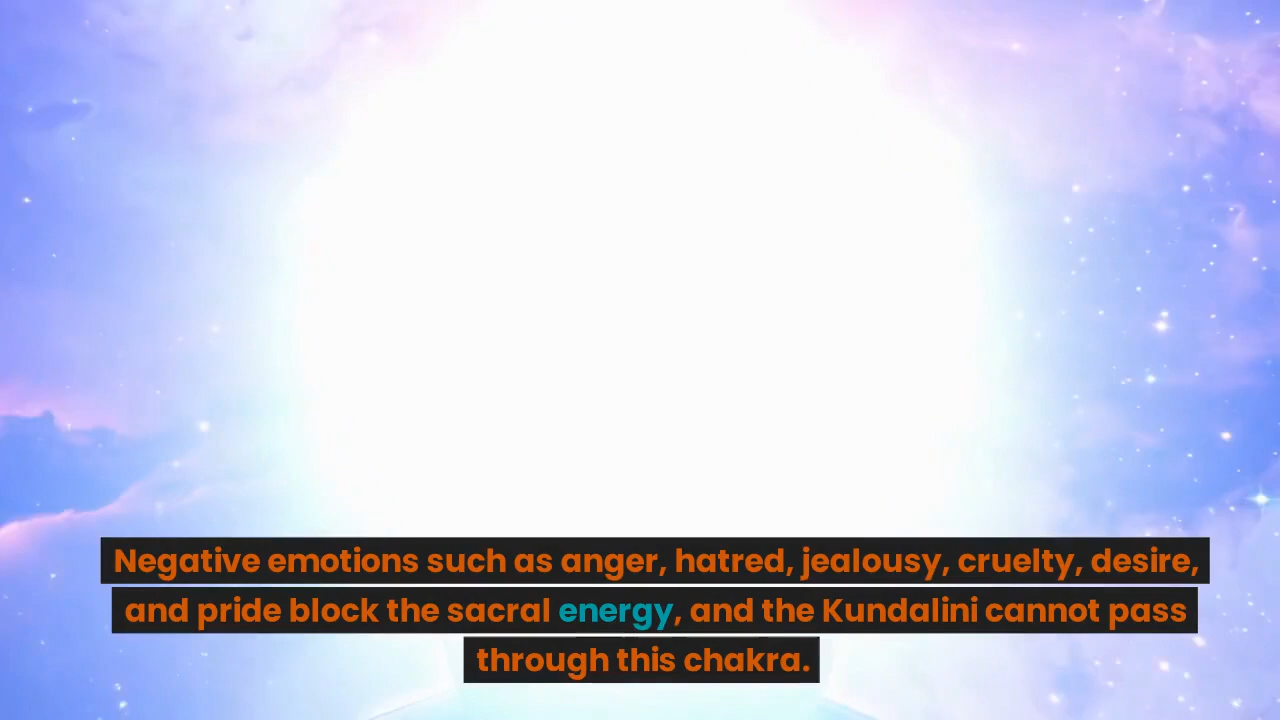 Negative emotions such as anger, hatred, jealousy, cruelty, desire,
and pride block the sacral energy, and the Kundalini cannot pass
through this chakra.